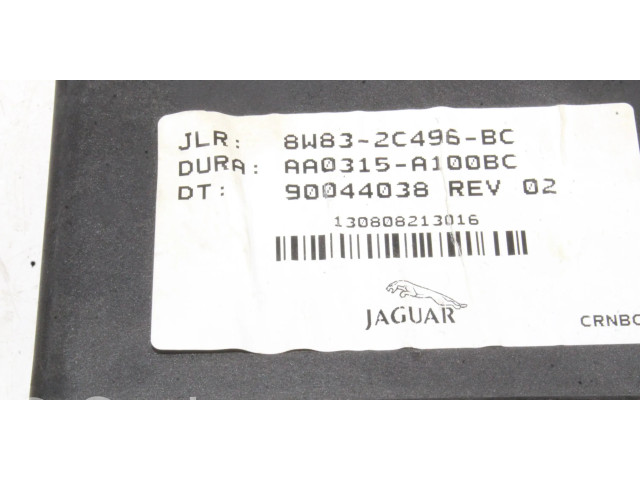 JLR: 8W83-2C496-BC
DURA: AA0315-A100BC
DT: 90044038 REV 02
130808213016
JAGUAR
CRNBC